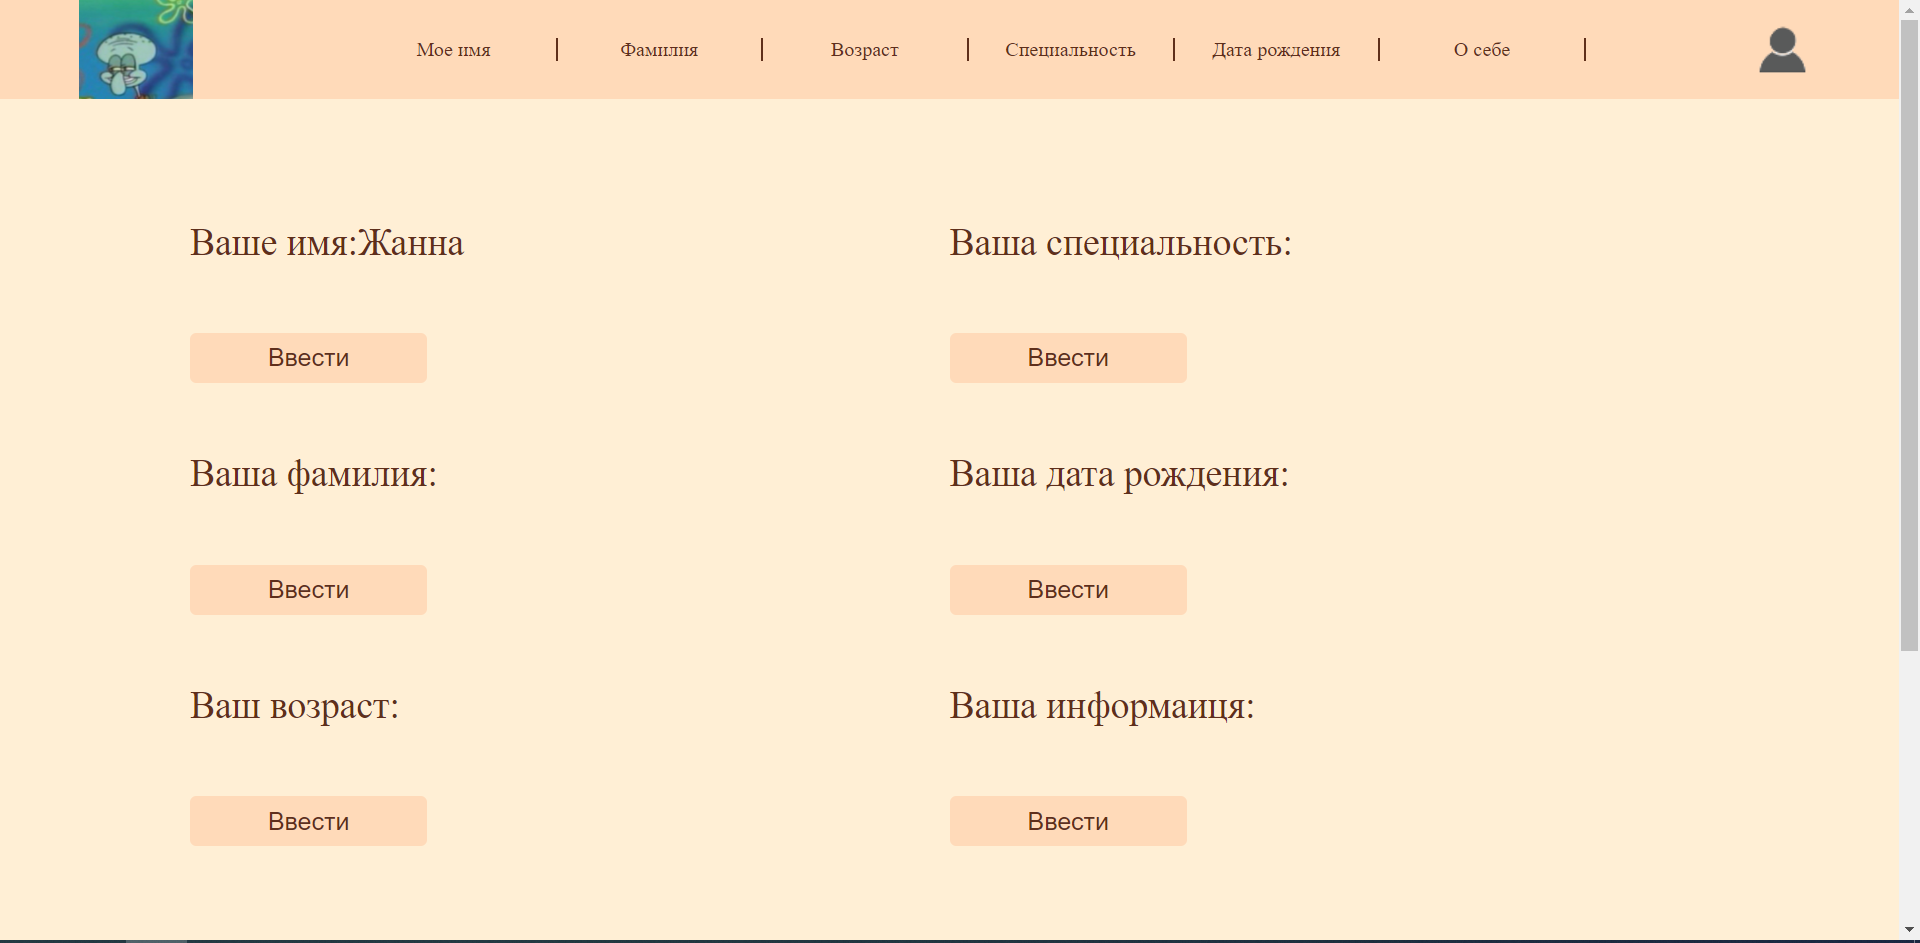 Мое имя
Фамилия
Возраст
Специальность
Дата рождения
О себе
Ваше имя:Жанна
Ввести
Ваша фамилия:
Ввести
Ваш возраст:
Ввести
Ваша специальность:
Ввести
Ваша дата рождения:
Ввести
Ваша информаиця:
Ввести